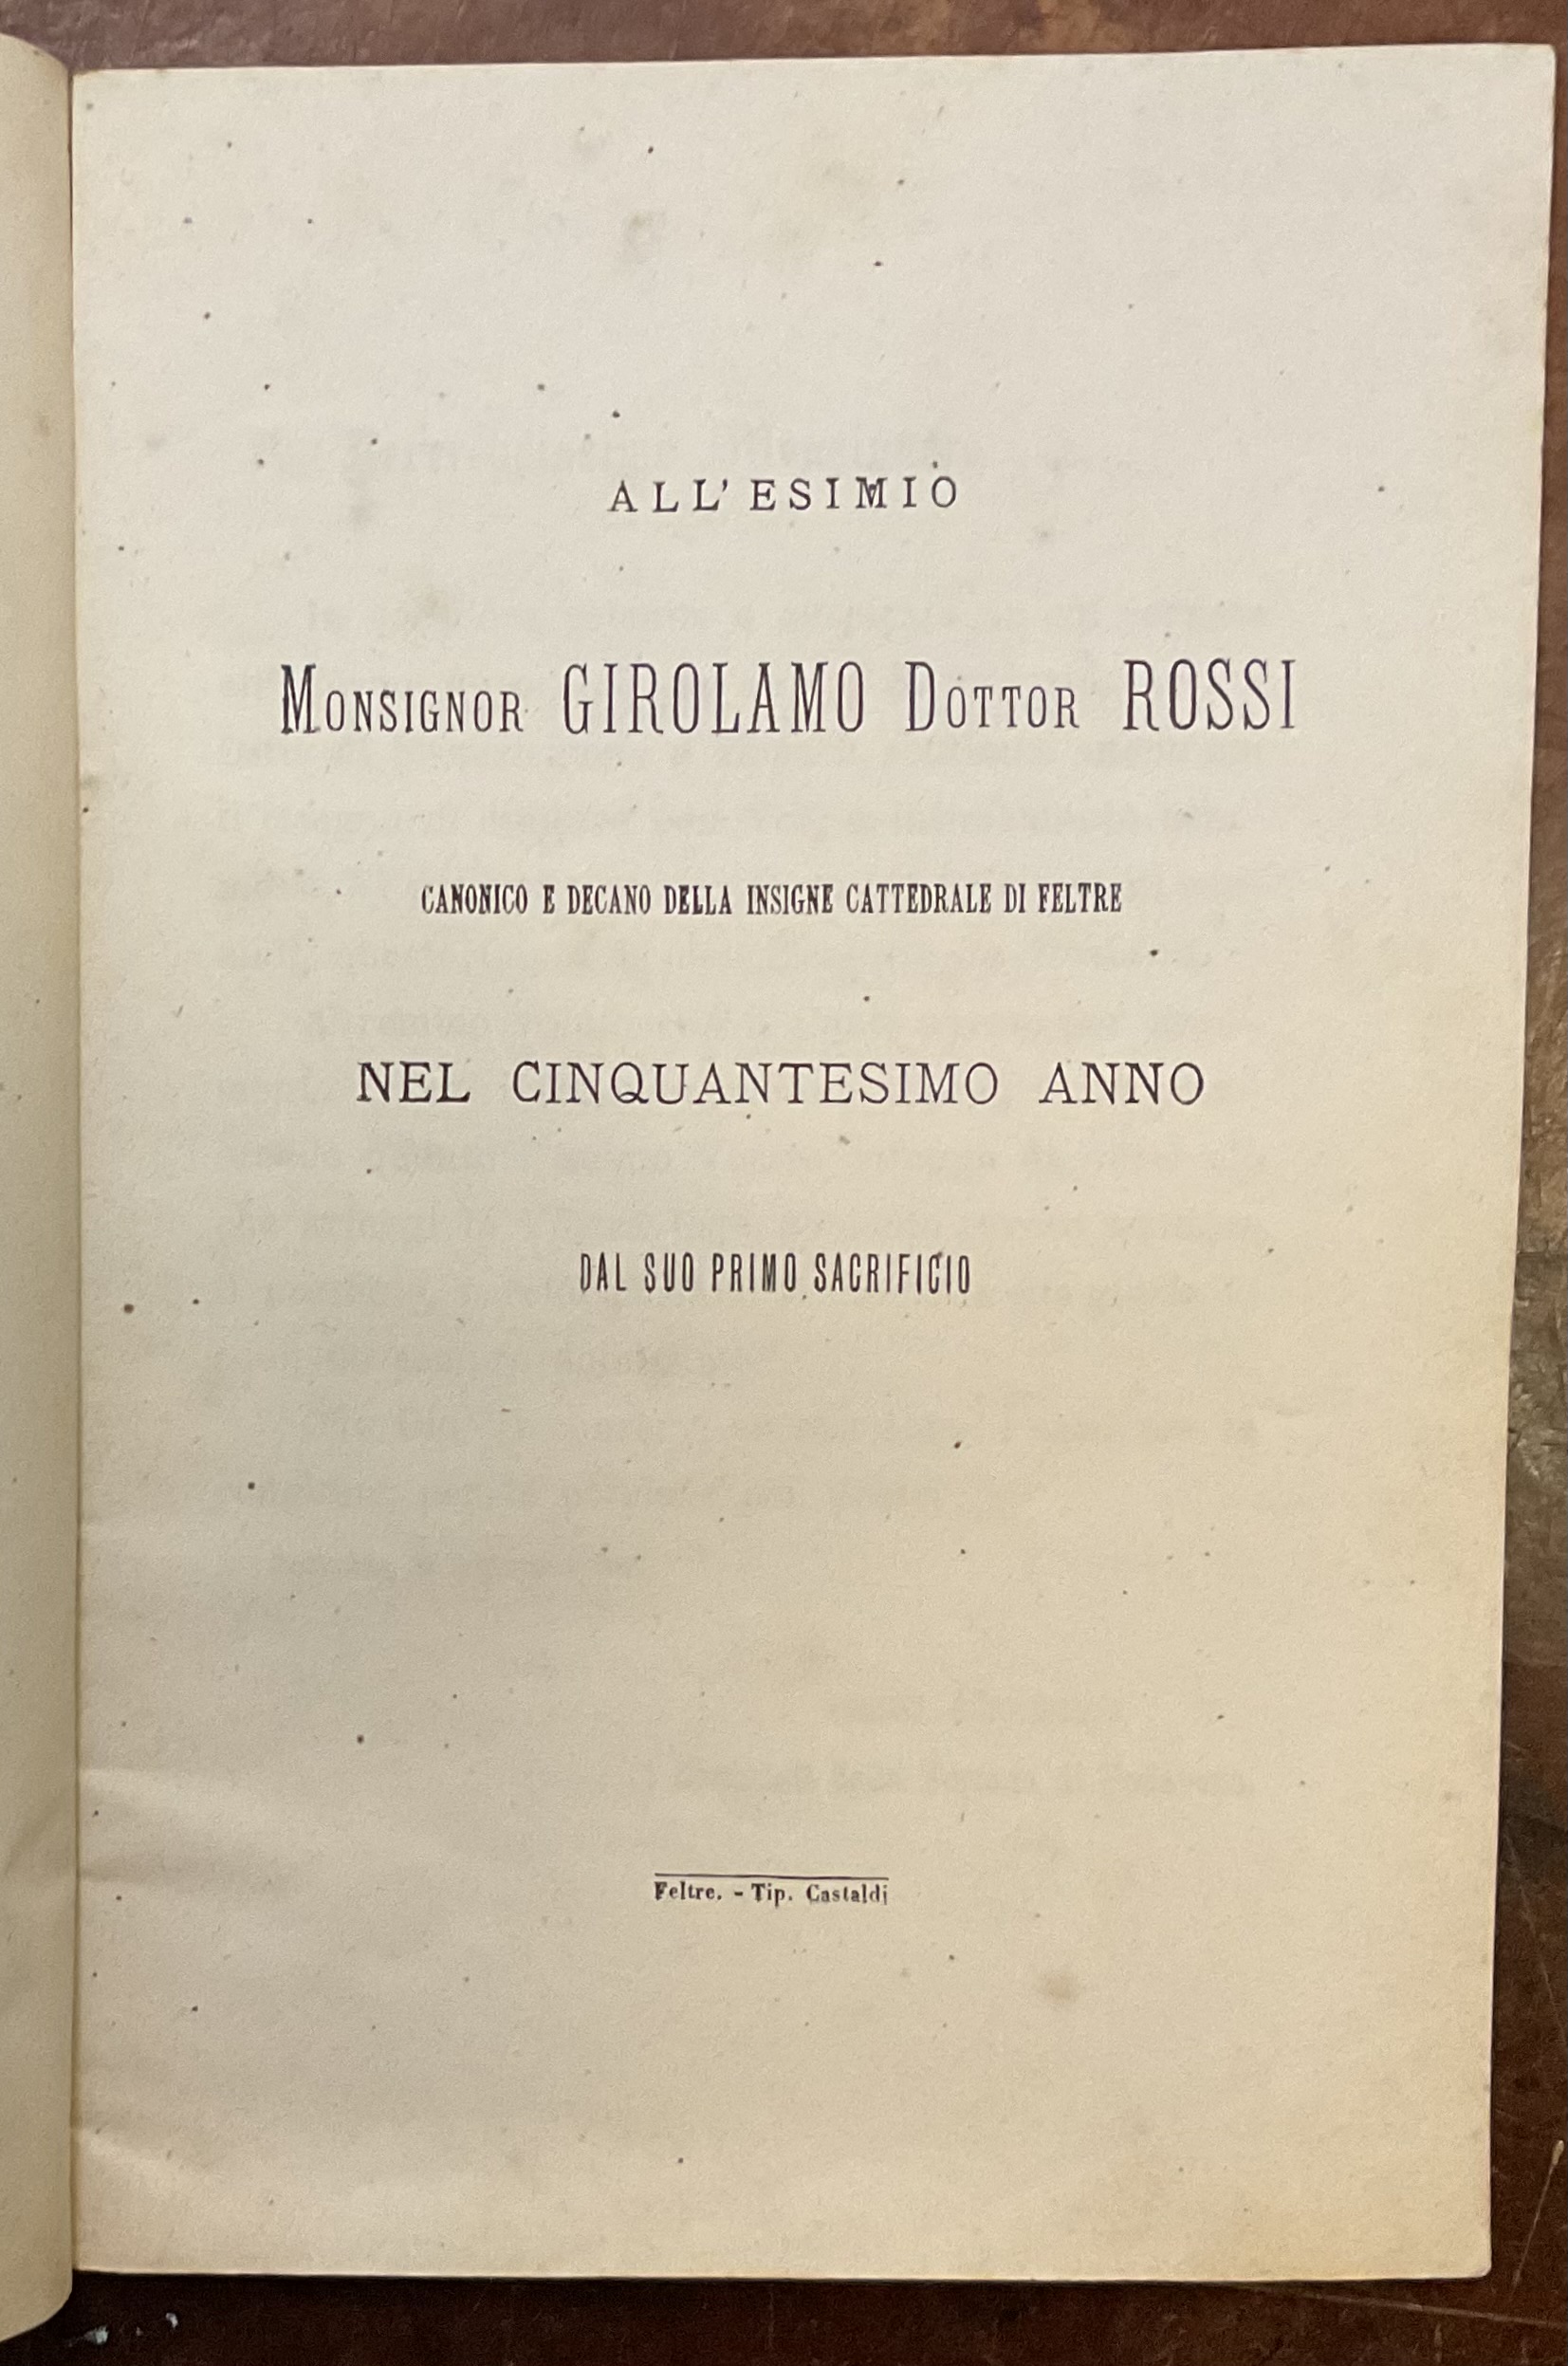 ALL' ESIMIO
MONSIGNOR GIROLAMO DOTTOR ROSSI
CANONICO E DECANO DELLA INSIGNE CATTEDRALE DI FELTRE
NEL CINQUANTESIMO ANNO
DAL SUO PRIMO SACRIFICIO
Feltre. - Tip. Castaldi